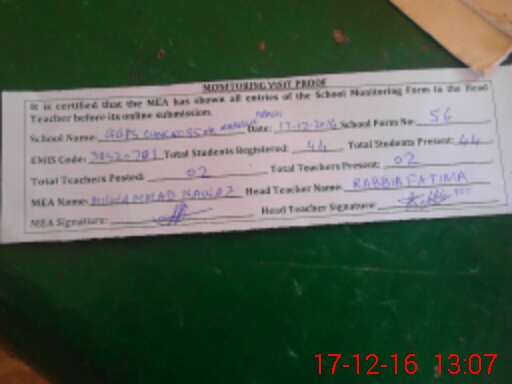 MONITORING VISIT PROOF
It is certified that the MEA has shown all entries of the School Monitoring Form to the Head
Teacher before its online submission.
School Name: GGPS Date: 17-12-2016 School Form No: 56
EMIS Code: Total Students Registered: 44 Total Students Present: 44
Total Teachers Posted: 02 Total Teachers Present: 02
MEA Name: MUHAMMAD NAWAZ Head Teacher Name: RABBIA FATIMA
MEA Signature: Head Teacher Signature:
17-12-16 13:07